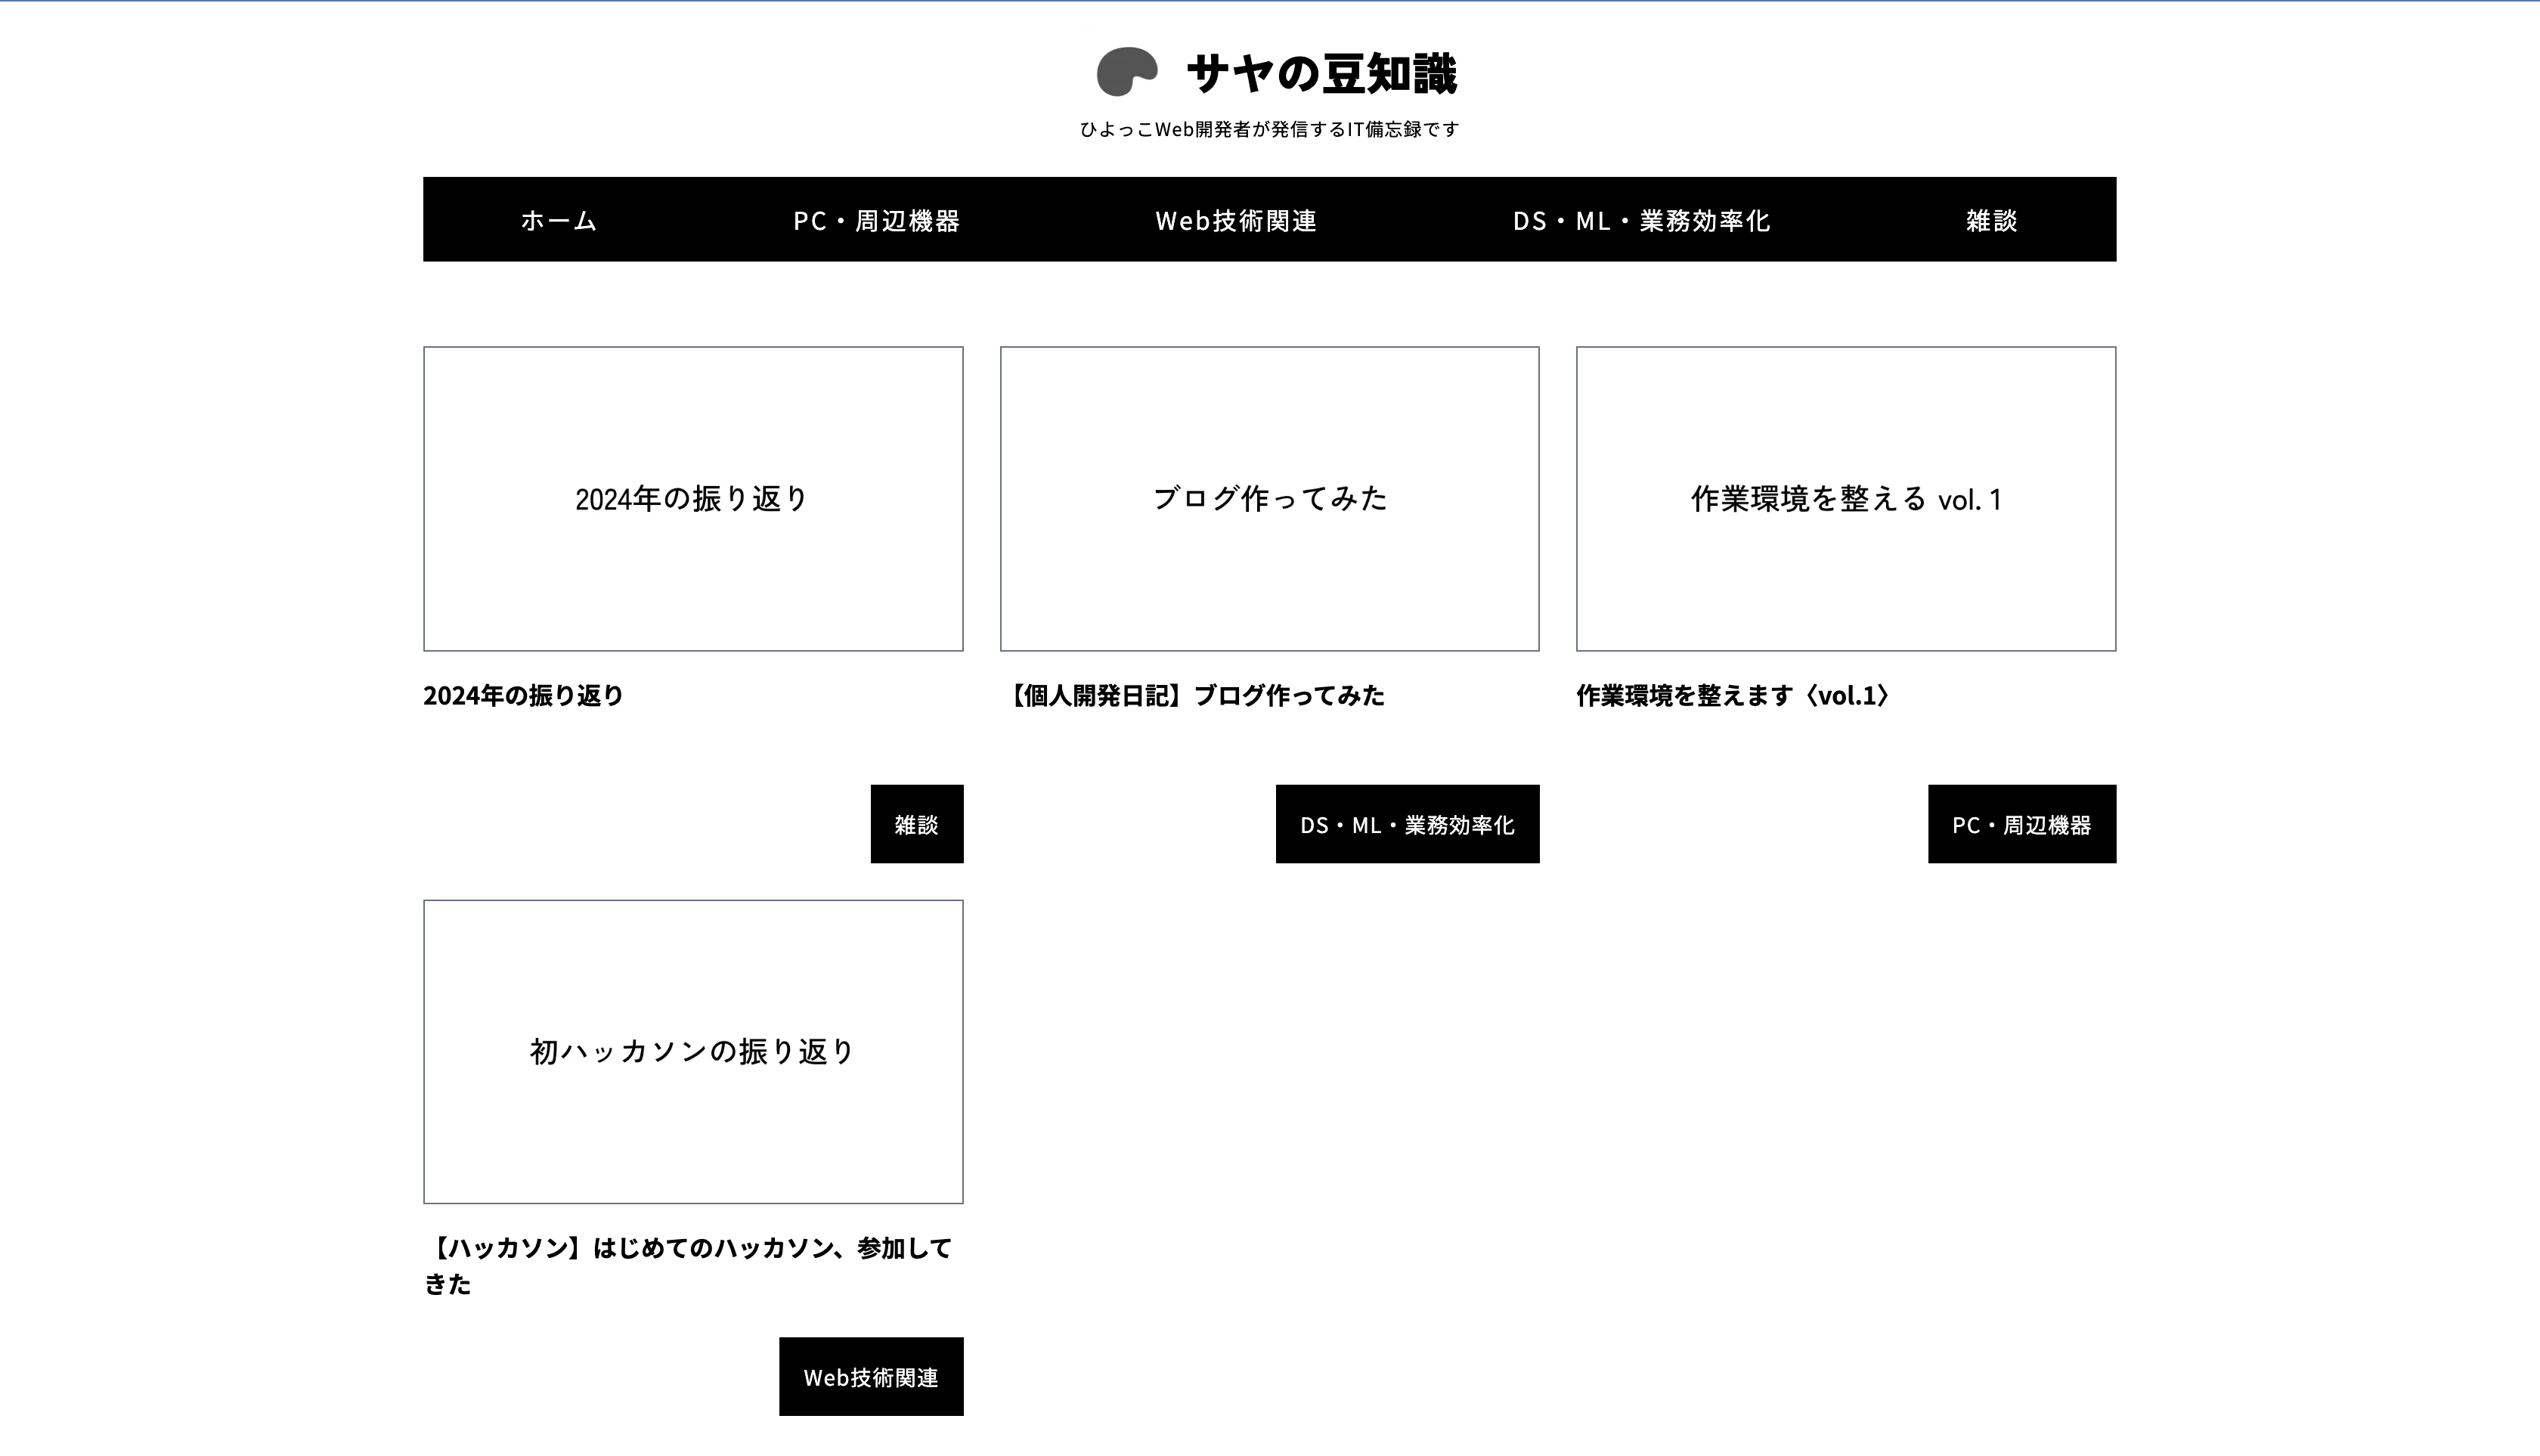 サヤの豆知識
ひよっこWeb開発者が発信するIT備忘録です
ホーム PC・周辺機器 Web技術関連 DS・ML・業務効率化 雑談
2024年の振り返り
ブログ作ってみた
作業環境を整える vol. 1
2024年の振り返り
【個人開発日記】ブログ作ってみた
作業環境を整えます〈vol.1〉
雑談
DS・ML・業務効率化
PC・周辺機器
初ハッカソンの振り返り
【ハッカソン】はじめてのハッカソン、参加して
きた
Web技術関連